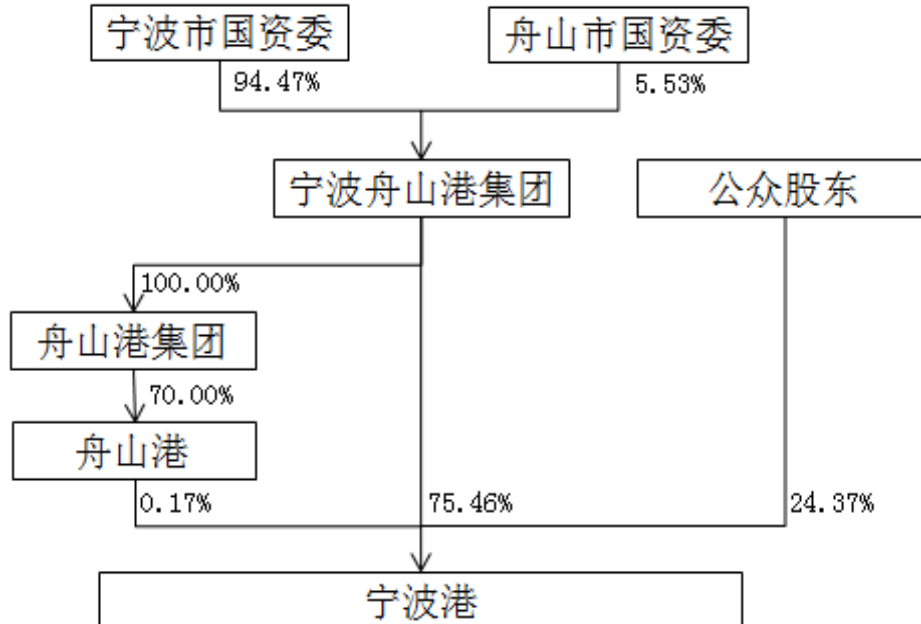 宁波市国资委
舟山市国资委
94.47%
5.53%
宁波舟山港集团
公众股东
100.00%
舟山港集团
70.00%
舟山港
0.17%
75.46%
24.37%
宁波港